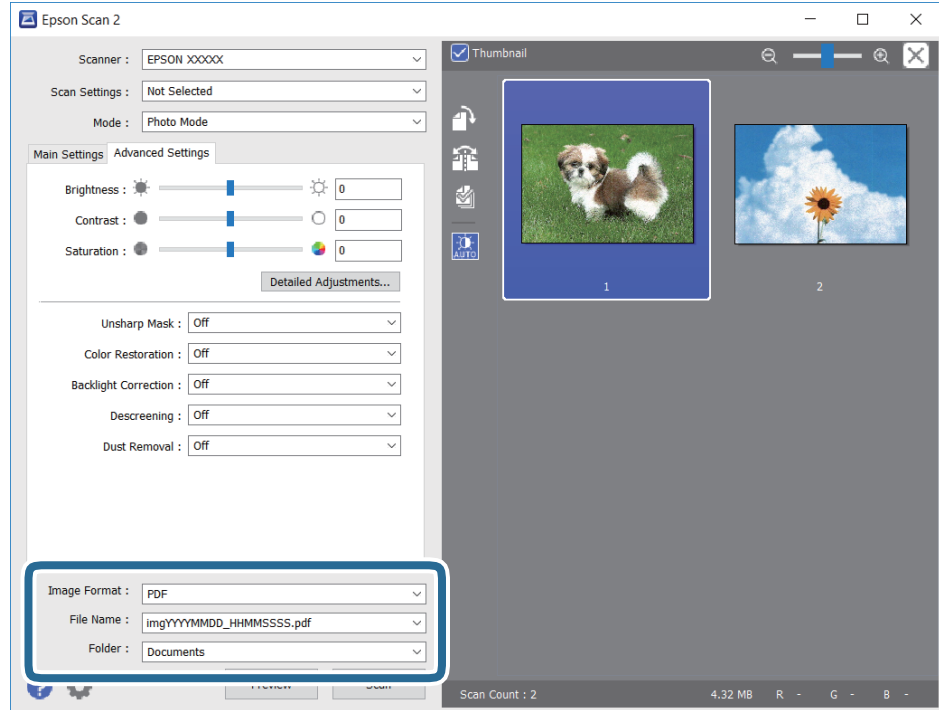 Epson Scan 2
Scanner : EPSON XXXXX
Scan Settings : Not Selected
Mode : Photo Mode
Main Settings Advanced Settings
Brightness : 0
Contrast : 0
Saturation : 0
Detailed Adjustments...
Unsharp Mask : Off
Color Restoration : Off
Backlight Correction : Off
Descreening : Off
Dust Removal : Off
Image Format : PDF
File Name : imgYYYYMMDD_HHMMSSSS.pdf
Folder : Documents
?
Preview Scan
Thumbnail
AUTO
1 2
Scan Count : 2 4.32 MB R - G - B -